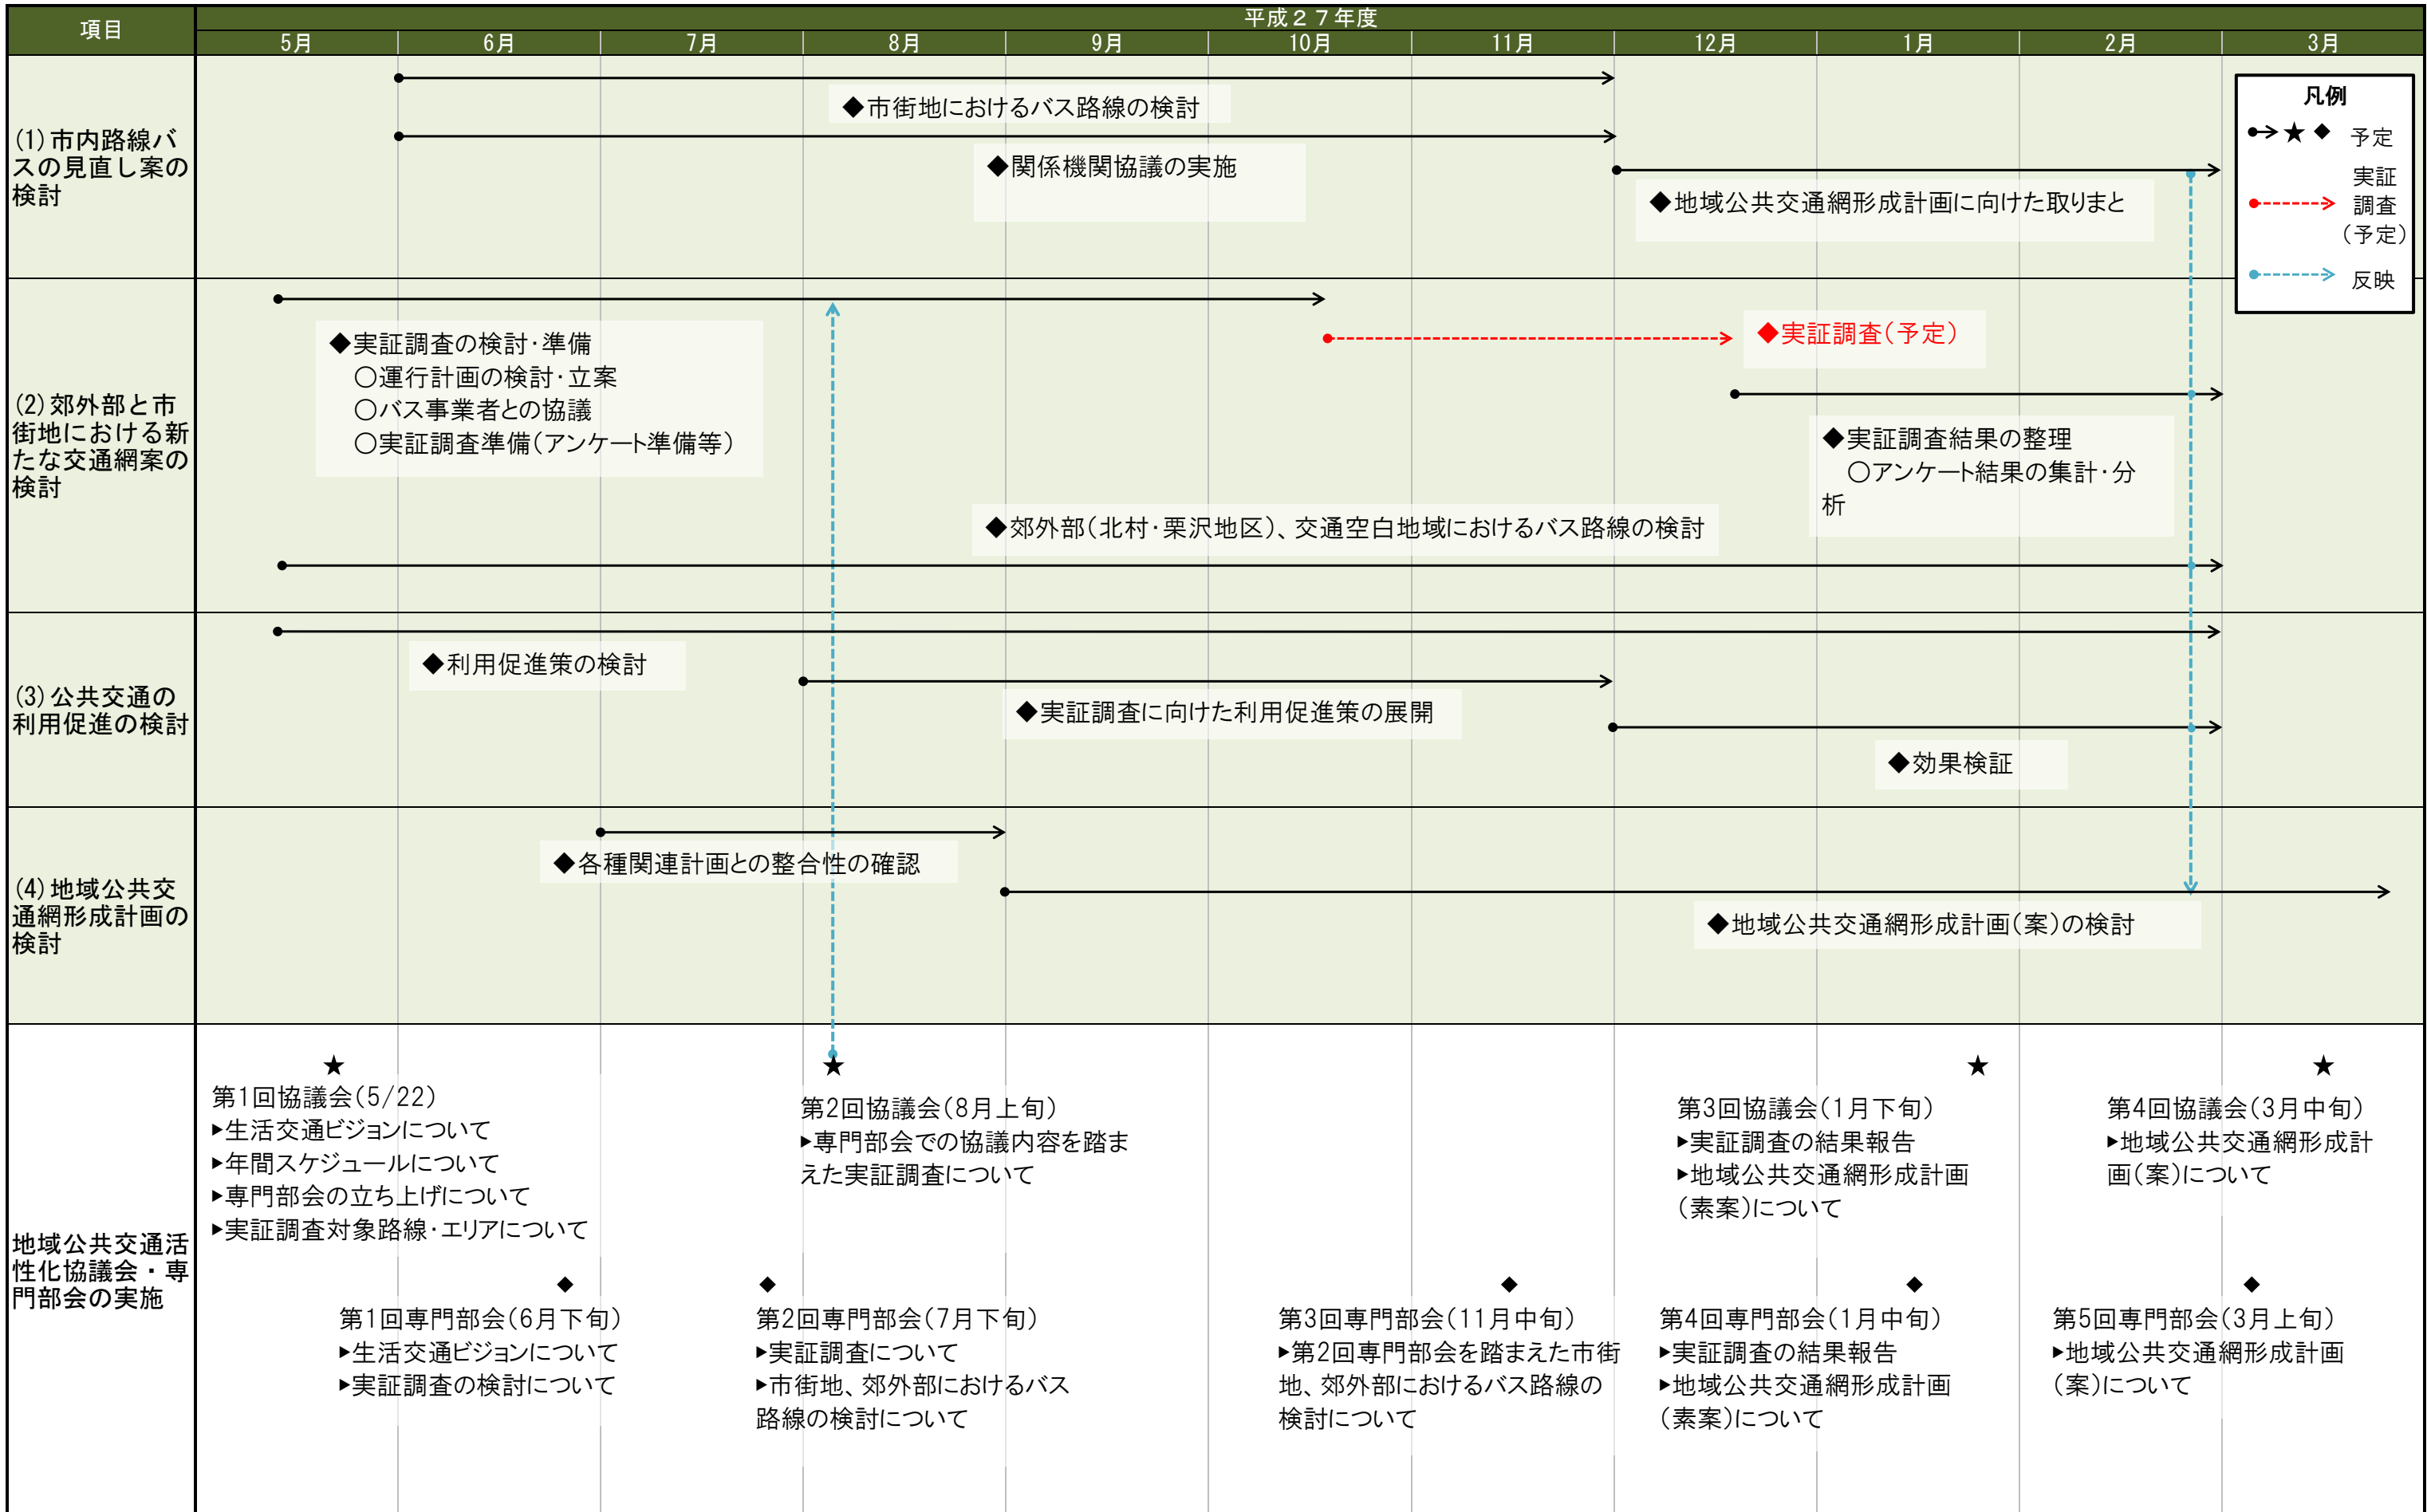 項目
平成２７年度
5月 6月 7月 8月 9月 10月 11月 12月 1月 2月 3月
(1)市内路線バ
スの見直し案の
検討
◆市街地におけるバス路線の検討
◆関係機関協議の実施
◆地域公共交通網形成計画に向けた取りまと
凡例
予定
実証
調査
（予定）
反映
(2)郊外部と市
街地における新
たな交通網案の
検討
◆実証調査の検討・準備
○運行計画の検討・立案
○バス事業者との協議
○実証調査準備（アンケート準備等）
◆実証調査（予定）
◆実証調査結果の整理
○アンケート結果の集計・分
析
◆郊外部（北村・栗沢地区）、交通空白地域におけるバス路線の検討
(3)公共交通の
利用促進の検討
◆利用促進策の検討
◆実証調査に向けた利用促進策の展開
◆効果検証
(4)地域公共交
通網形成計画の
検討
◆各種関連計画との整合性の確認
◆地域公共交通網形成計画（案）の検討
地域公共交通活
性化協議会・専
門部会の実施
★
第1回協議会（5/22）
▶生活交通ビジョンについて
▶年間スケジュールについて
▶専門部会の立ち上げについて
▶実証調査対象路線・エリアについて
★
第2回協議会（8月上旬）
▶専門部会での協議内容を踏ま
えた実証調査について
★
第3回協議会（1月下旬）
▶実証調査の結果報告
▶地域公共交通網形成計画
（素案）について
★
第4回協議会（3月中旬）
▶地域公共交通網形成計
画（案）について
◆
第1回専門部会（6月下旬）
▶生活交通ビジョンについて
▶実証調査の検討について
◆
第2回専門部会（7月下旬）
▶実証調査について
▶市街地、郊外部におけるバス
路線の検討について
◆
第3回専門部会（11月中旬）
▶第2回専門部会を踏まえた市街
地、郊外部におけるバス路線の
検討について
◆
第4回専門部会（1月中旬）
▶実証調査の結果報告
▶地域公共交通網形成計画
（素案）について
◆
第5回専門部会（3月上旬）
▶地域公共交通網形成計画
（案）について